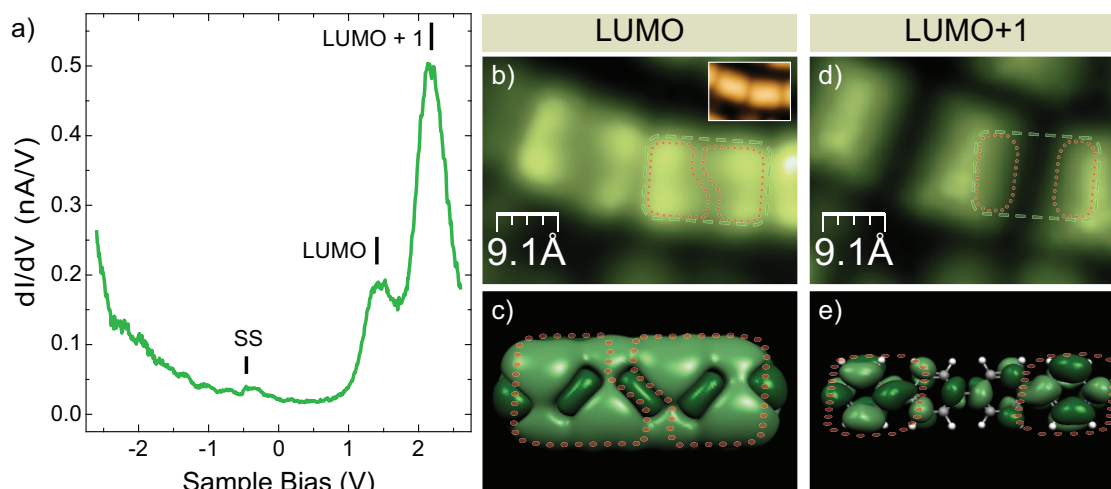 a)
dI/dV (nA/V)
0.5
0.4
0.3
0.2
0.1
0.0
-2
-1
0
1
2
Sample Bias (V)
LUMO + 1
LUMO
SS
LUMO
LUMO+1
b)
9.1Å
d)
9.1Å
c)
e)